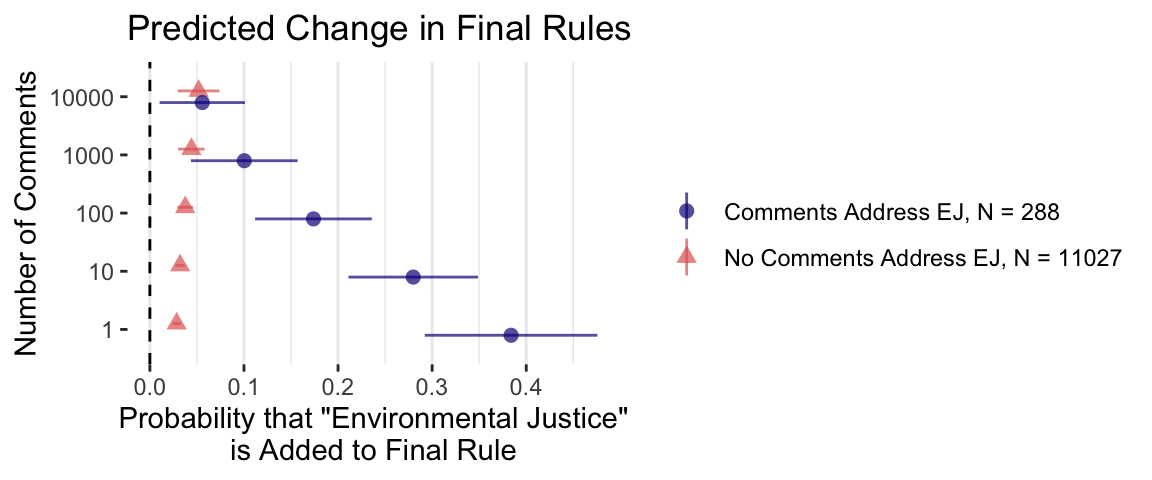 Predicted Change in Final Rules
Number of Comments
10000
1000
100
10
1
0.0 0.1 0.2 0.3 0.4
Probability that "Environmental Justice"
is Added to Final Rule
Comments Address EJ, N = 288
No Comments Address EJ, N = 11027